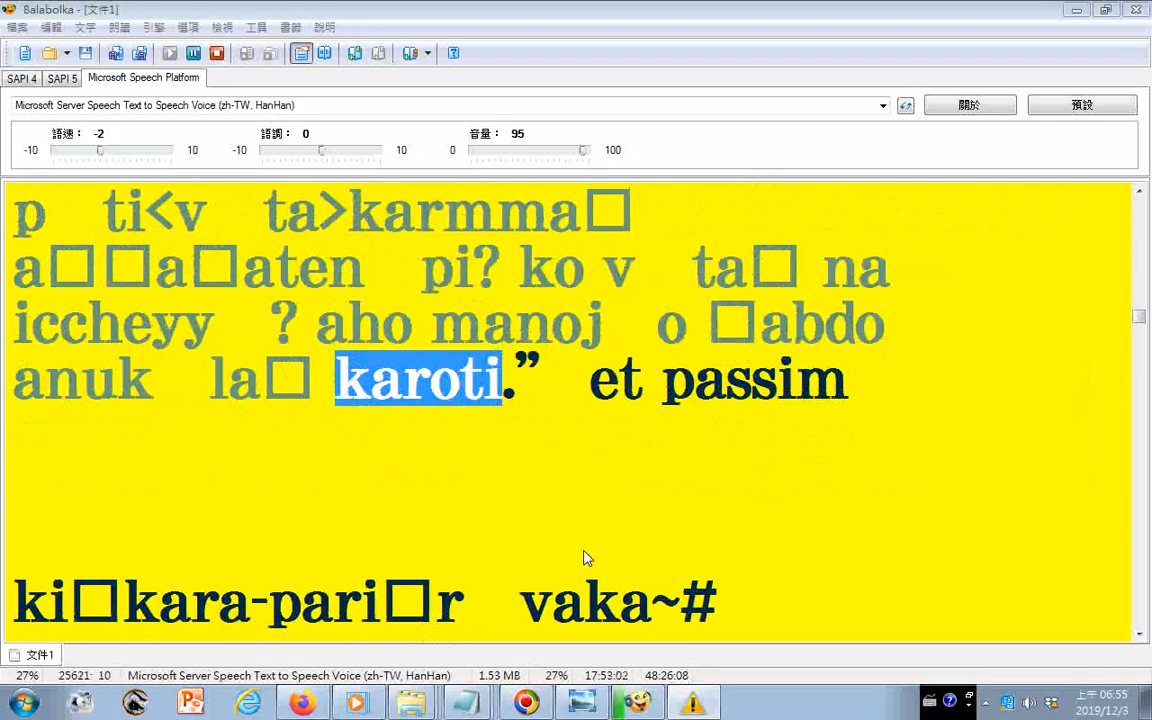 Balabolka - [文件1]
檔案 編輯 文字 朗誦 引擎 選項 檢視 工具 書籤 說明
SAPI 4 SAPI 5 Microsoft Speech Platform
Microsoft Server Speech Text to Speech Voice (zh-TW, HanHan) 關於 預設
語速： -2 語調： 0 音量： 95
-10 10 -10 10 0 100
p　ti<v　ta>karmma□
a□□a□aten　pi? ko v　ta□ na
iccheyy　? aho manoj　o □abdo
anuk　la□ karoti.”　et passim
ki□kara-pari□r　vaka~#
文件1
27% 25621: 10 Microsoft Server Speech Text to Speech Voice (zh-TW, HanHan) 1.53 MB 27% 17:53:02 48:26:08
上午 06:55
2019/12/3